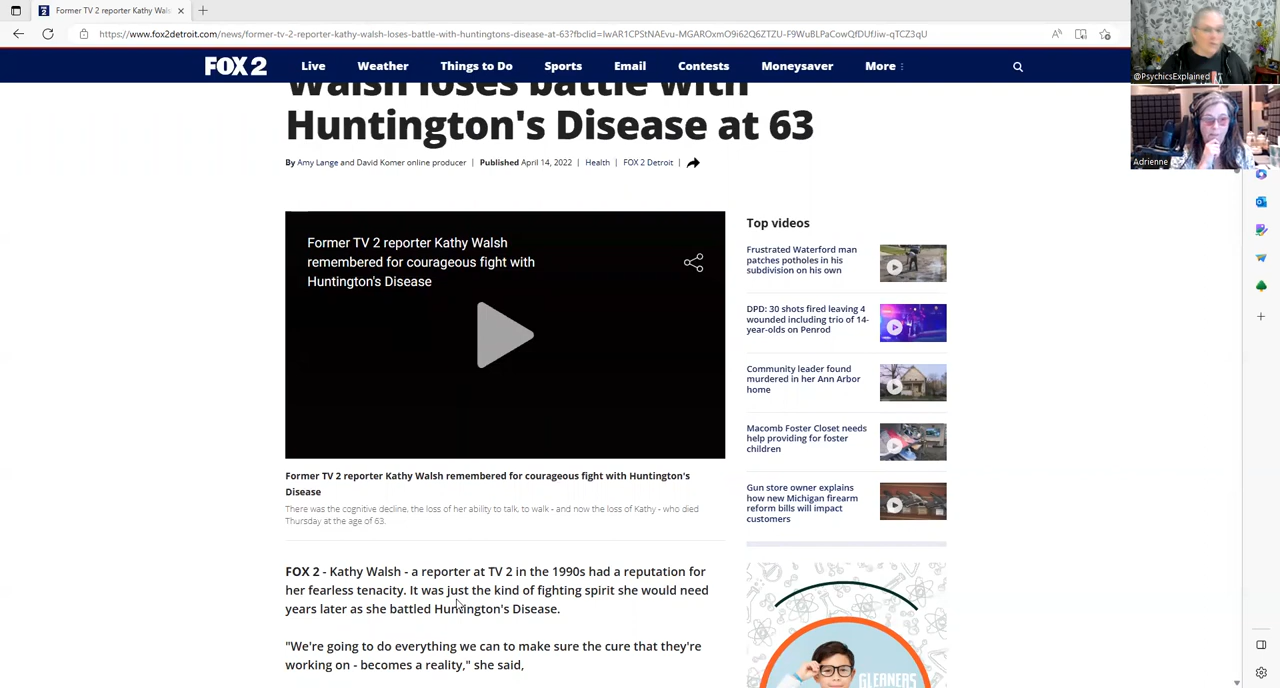 Former TV 2 reporter Kathy Wals
https://www.fox2detroit.com/news/former-tv-2-reporter-kathy-walsh-loses-battle-with-huntingtons-disease-at-63?fbclid=IwAR1CPStNAEvu-MGAROxmO9i62Q6ZTZU-F9WuBLPaCowQfDUfJiw-qTCZ3qU
FOX 2
Live
Weather
Things to Do
Sports
Email
Contests
Moneysaver
More
@PsychicsExplained
Adrienne
Walsh loses battle with
Huntington's Disease at 63
By Amy Lange and David Komer online producer | Published April 14, 2022 | Health | FOX 2 Detroit |
Former TV 2 reporter Kathy Walsh
remembered for courageous fight with
Huntington's Disease
Former TV 2 reporter Kathy Walsh remembered for courageous fight with Huntington's
Disease
There was the cognitive decline, the loss of her ability to talk, to walk - and now the loss of Kathy - who died
Thursday at the age of 63.
FOX 2 - Kathy Walsh - a reporter at TV 2 in the 1990s had a reputation for
her fearless tenacity. It was just the kind of fighting spirit she would need
years later as she battled Huntington's Disease.
"We're going to do everything we can to make sure the cure that they're
working on - becomes a reality," she said,
Top videos
Frustrated Waterford man
patches potholes in his
subdivision on his own
DPD: 30 shots fired leaving 4
wounded including trio of 14-
year-olds on Penrod
Community leader found
murdered in her Ann Arbor
home
Macomb Foster Closet needs
help providing for foster
children
Gun store owner explains
how new Michigan firearm
reform bills will impact
customers
GLEANERS